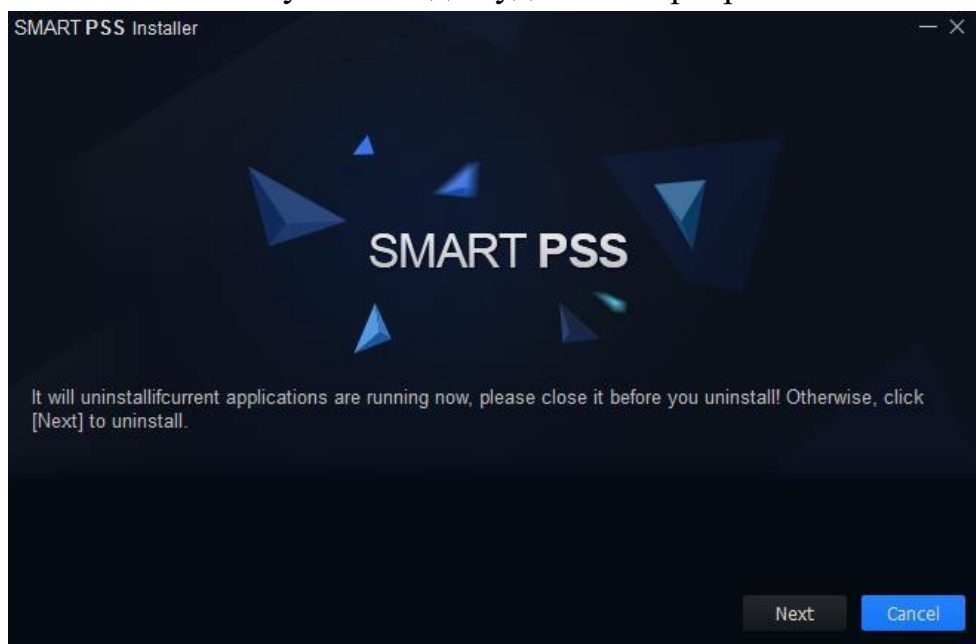 SMART PSS Installer
SMART PSS
It will uninstallifcurrent applications are running now, please close it before you uninstall! Otherwise, click
[Next] to uninstall.
Next
Cancel